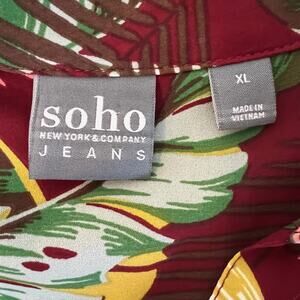 soho
NEW YORK & COMPANY
JEANS
XL
MADE IN
VIETNAM